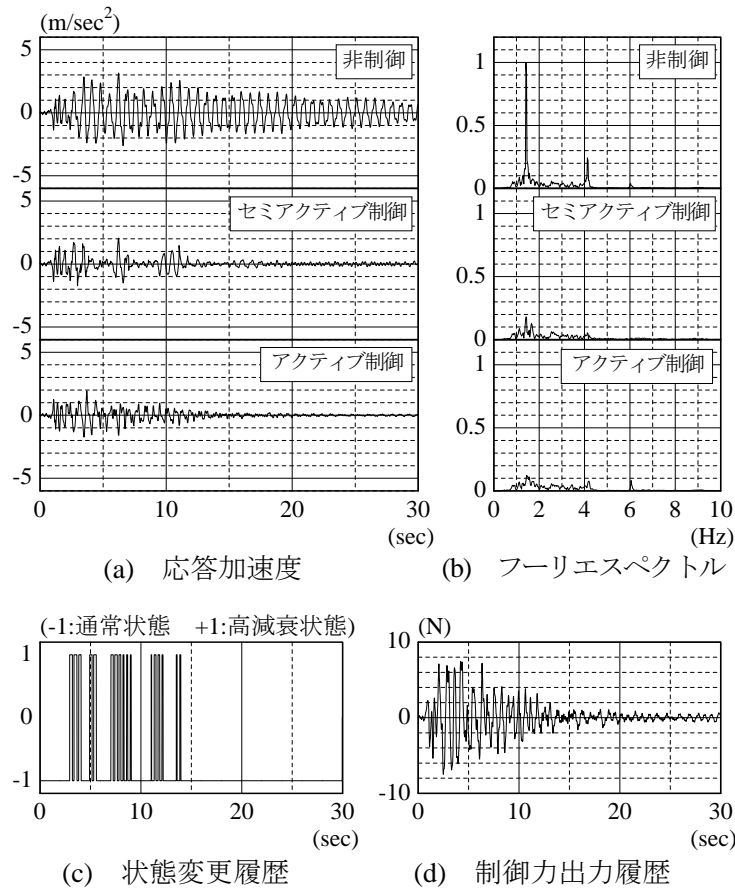 (m/sec2)
5
0
-5
非制御
5
0
-5
セミアクティブ制御
5
0
-5
アクティブ制御
0 10 20 30
(sec)
(a) 応答加速度
1
0.5
0
非制御
1
0.5
0
セミアクティブ制御
1
0.5
0
アクティブ制御
0 2 4 6 8 10
(Hz)
(b) フーリエスペクトル
(-1:通常状態 +1:高減衰状態)
1
0
-1
0 10 20 30
(sec)
(c) 状態変更履歴
(N)
10
0
-10
0 10 20 30
(sec)
(d) 制御力出力履歴